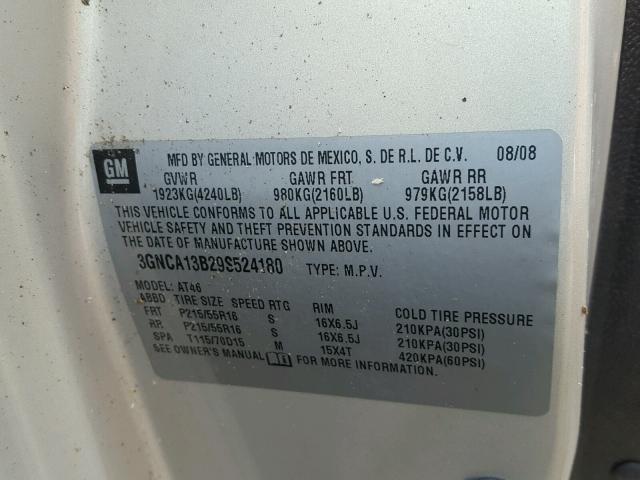 GM
MFD BY GENERAL MOTORS DE MEXICO, S. DE R.L. DE C.V. 08/08
GVWR GAWR FRT GAWR RR
1923KG(4240LB) 980KG(2160LB) 979KG(2158LB)
THIS VEHICLE CONFORMS TO ALL APPLICABLE U.S. FEDERAL MOTOR
VEHICLE SAFETY AND THEFT PREVENTION STANDARDS IN EFFECT ON
THE DATE OF MANUFACTURE SHOWN ABOVE.
3GNCA13B29S524180 TYPE: M.P.V.
MODEL: AT46
ABBD TIRE SIZE SPEED RTG RIM COLD TIRE PRESSURE
FRT P215/55R16 S 16X6.5J 210KPA(30PSI)
RR P215/55R16 S 16X6.5J 210KPA(30PSI)
SPA T115/70D15 M 15X4T 420KPA(60PSI)
SEE OWNER'S MANUAL FOR MORE INFORMATION.